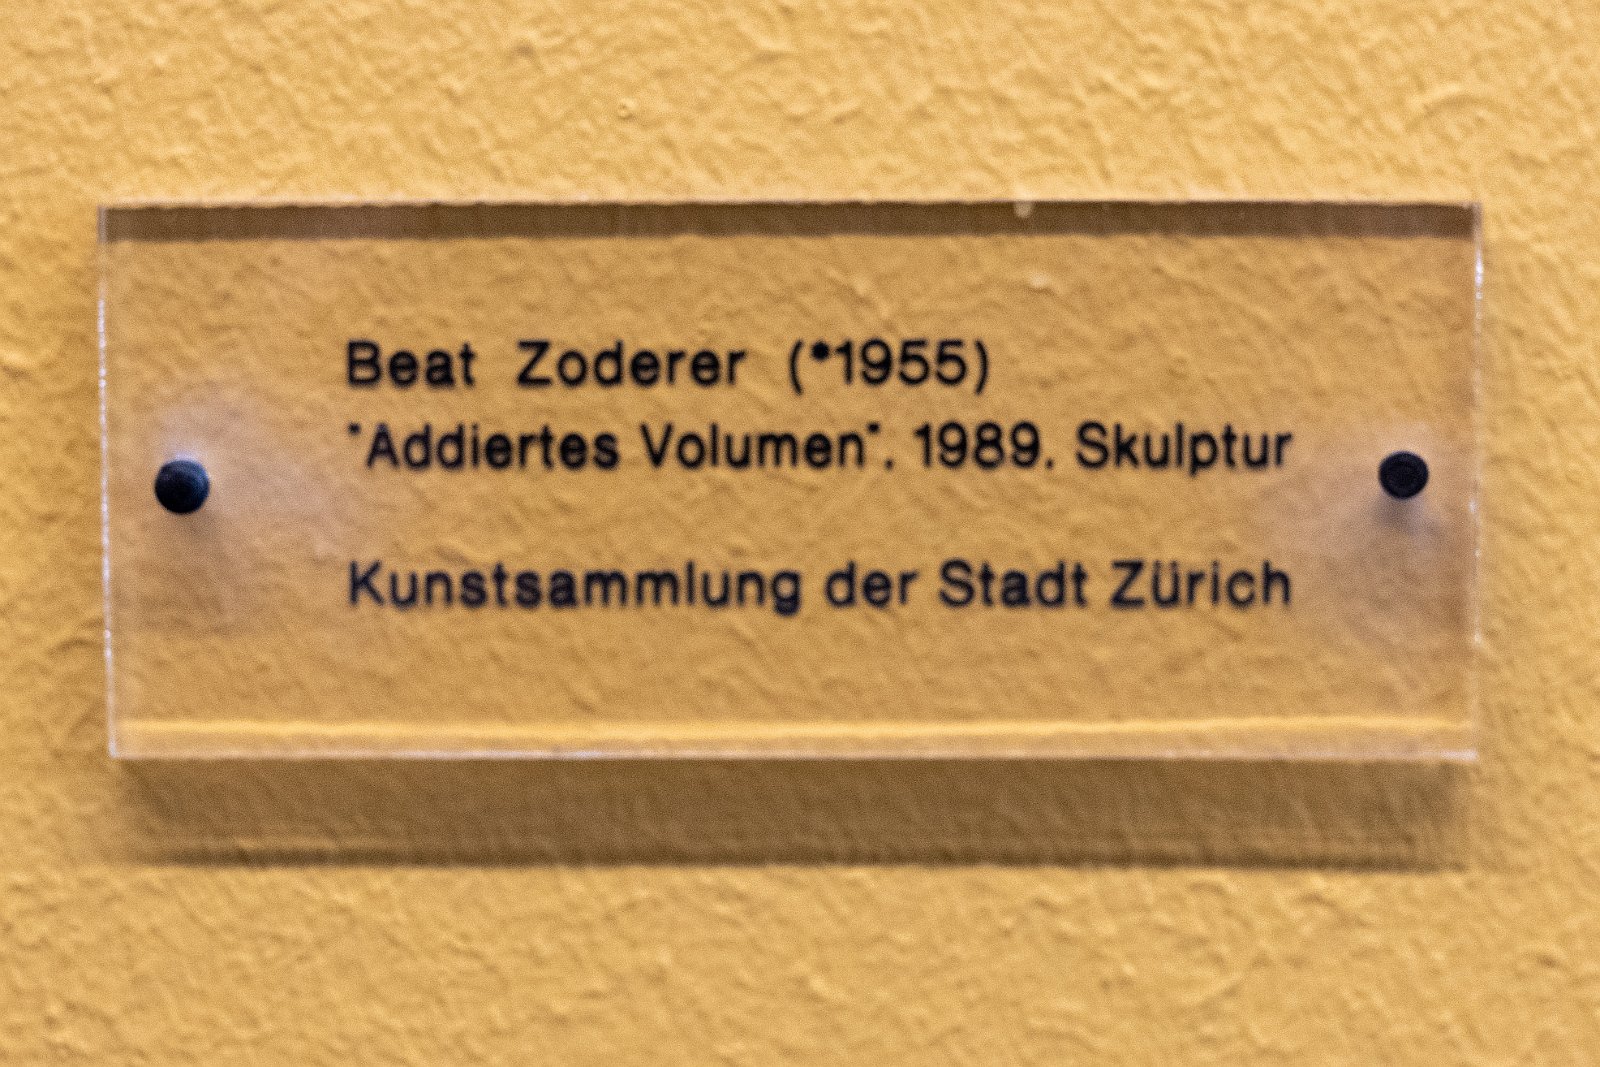 Beat Zoderer (*1955)
"Addiertes Volumen", 1989, Skulptur
Kunstsammlung der Stadt Zürich